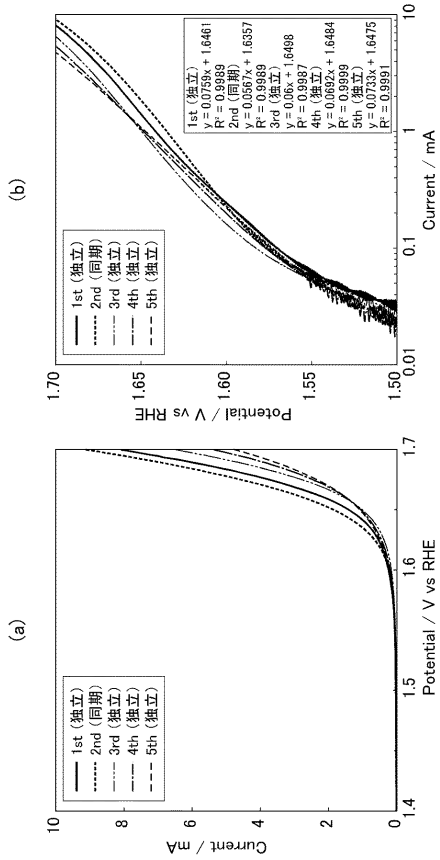 (a)
10
8
6
4
2
0
Current / mA
1st (独立)
2nd (同期)
3rd (独立)
4th (独立)
5th (独立)
1.4
1.5
1.6
1.7
Potential / V vs RHE
(b)
1.70
1.65
1.60
1.55
1.50
Potential / V vs RHE
1st (独立)
2nd (同期)
3rd (独立)
4th (独立)
5th (独立)
1st (独立)
y = 0.0759x + 1.6461
R² = 0.9989
2nd (同期)
y = 0.0567x + 1.6357
R² = 0.9989
3rd (独立)
y = 0.06x + 1.6498
R² = 0.9987
4th (独立)
y = 0.0692x + 1.6484
R² = 0.9999
5th (独立)
y = 0.0733x + 1.6475
R² = 0.9991
0.01
0.1
1
10
Current / mA